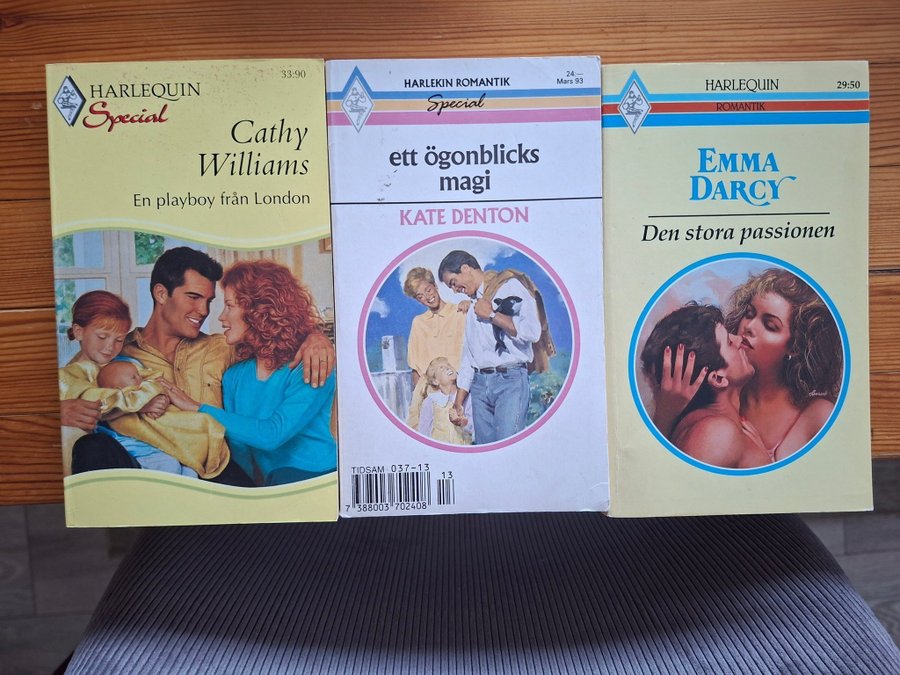 HARLEQUIN
Special
33:90
Cathy
Williams
En playboy från London
HARLEKIN ROMANTIK
Special
24:–
Mars 93
ett ögonblicks
magi
KATE DENTON
TIDSAM 037-13
13
7 388003 702408
HARLEQUIN
ROMANTIK
29:50
EMMA
DARCY
Den stora passionen